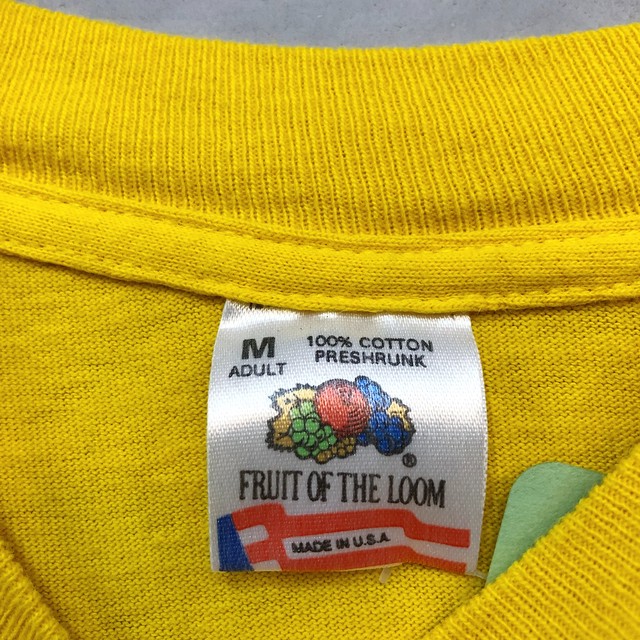 M
ADULT
100% COTTON
PRESHRUNK
®
FRUIT OF THE LOOM
MADE IN U.S.A.